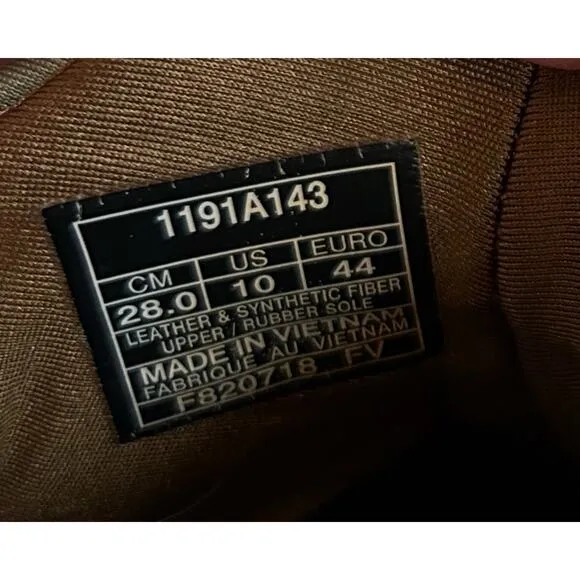 1191A143
CM US EURO
28.0 10 44
LEATHER & SYNTHETIC FIBER
UPPER / RUBBER SOLE
MADE IN VIETNAM
FABRIQUE AU VIETNAM
F820718 FV